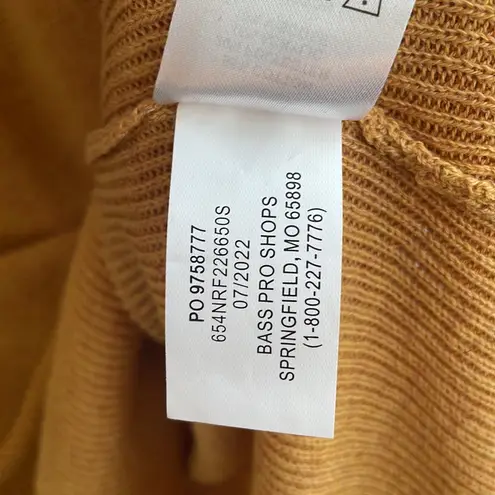 PO 9758777
654NRF226650S
07/2022
BASS PRO SHOPS
SPRINGFIELD, MO 65898
(1-800-227-7776)